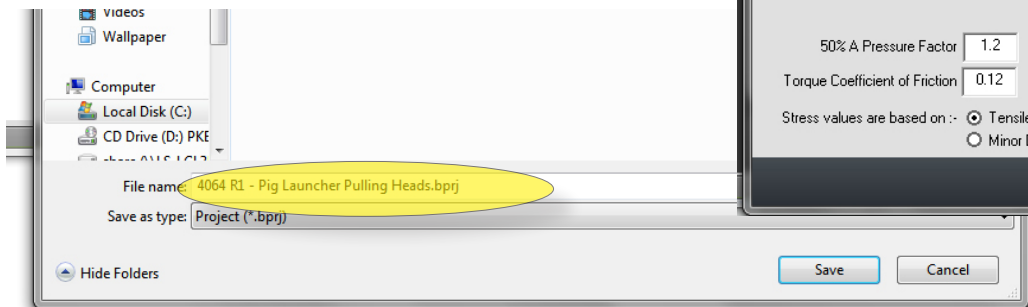 Videos
Wallpaper
Computer
Local Disk (C:)
CD Drive (D:) PKE
File name: 4064 R1 - Pig Launcher Pulling Heads.bprj
Save as type: Project (*.bprj)
Hide Folders
Save
Cancel
50% A Pressure Factor 1.2
Torque Coefficient of Friction 0.12
Stress values are based on :- Tensile
Minor